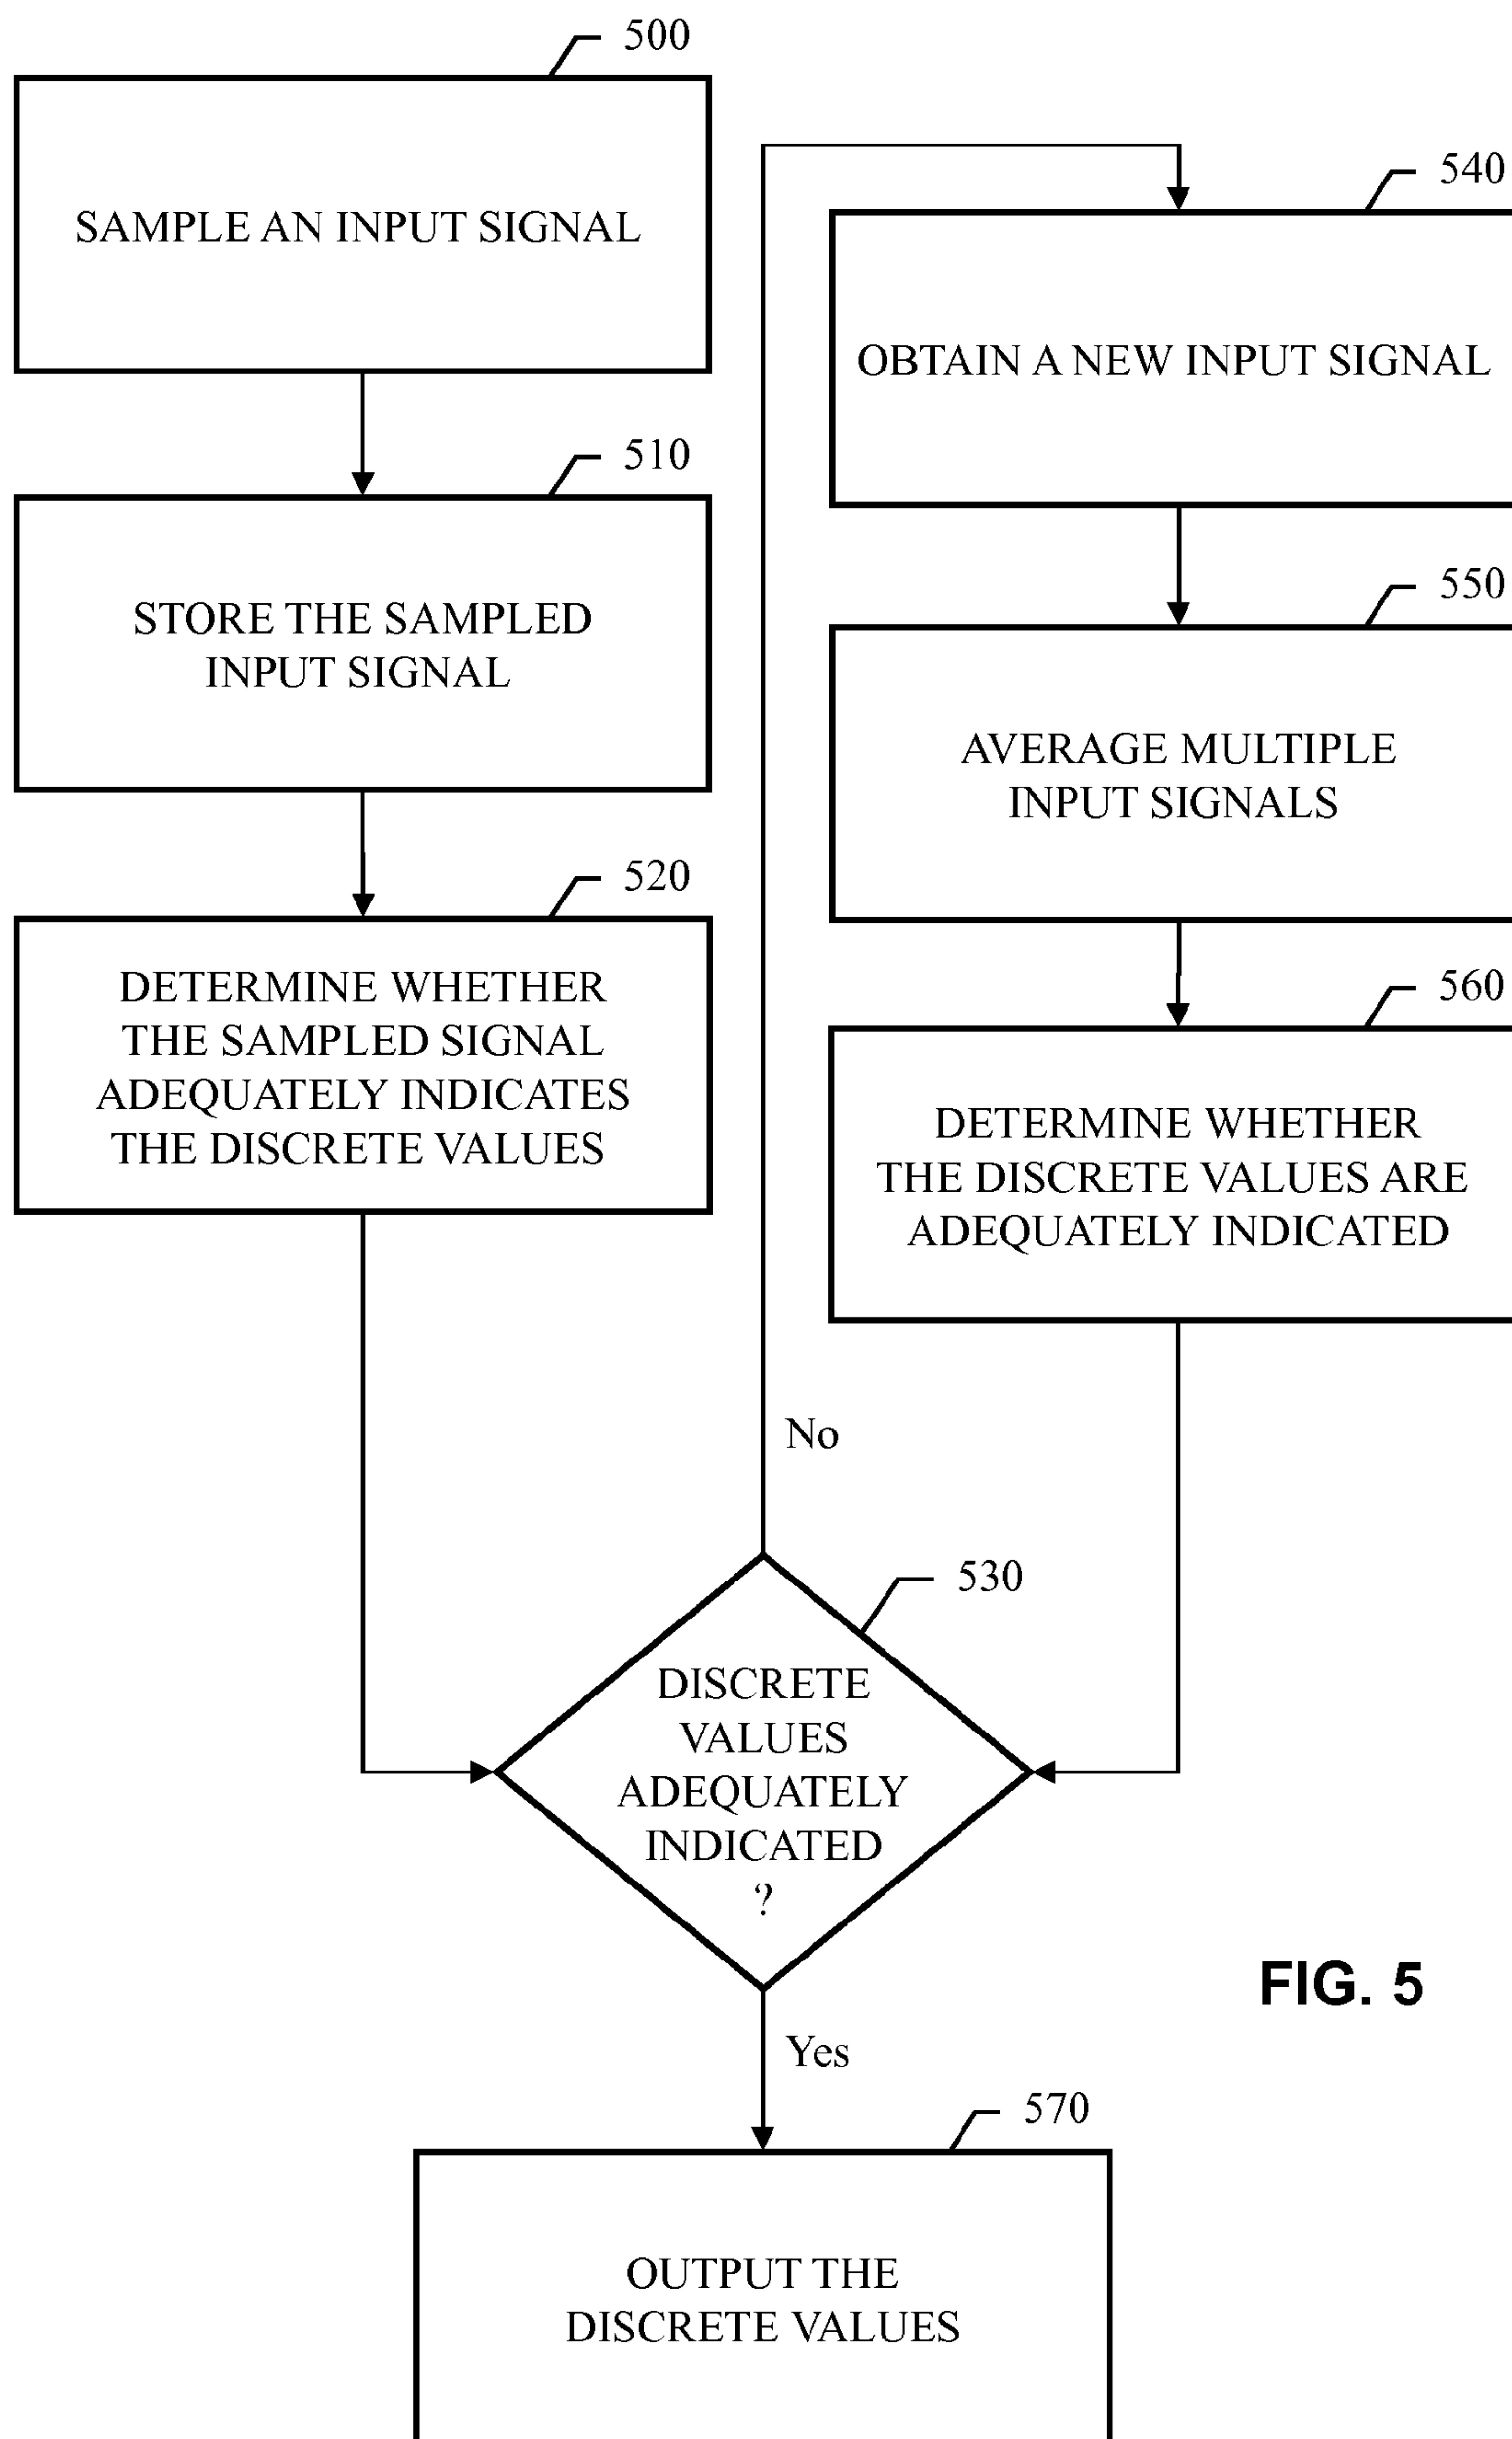 500
SAMPLE AN INPUT SIGNAL
510
STORE THE SAMPLED
INPUT SIGNAL
520
DETERMINE WHETHER
THE SAMPLED SIGNAL
ADEQUATELY INDICATES
THE DISCRETE VALUES
540
OBTAIN A NEW INPUT SIGNAL
550
AVERAGE MULTIPLE
INPUT SIGNALS
560
DETERMINE WHETHER
THE DISCRETE VALUES ARE
ADEQUATELY INDICATED
No
530
DISCRETE
VALUES
ADEQUATELY
INDICATED
?
FIG. 5
Yes
570
OUTPUT THE
DISCRETE VALUES